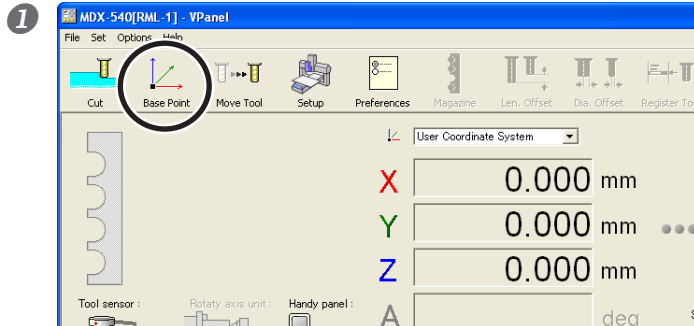 1
MDX-540[RML-1] - VPanel
File Set Options Help
Cut Base Point Move Tool Setup Preferences Magazine Len. Offset Dia. Offset Register To
User Coordinate System
X 0.000 mm
Y 0.000 mm
Z 0.000 mm
Tool sensor : Rotaty axis unit : Handy panel :
A deg